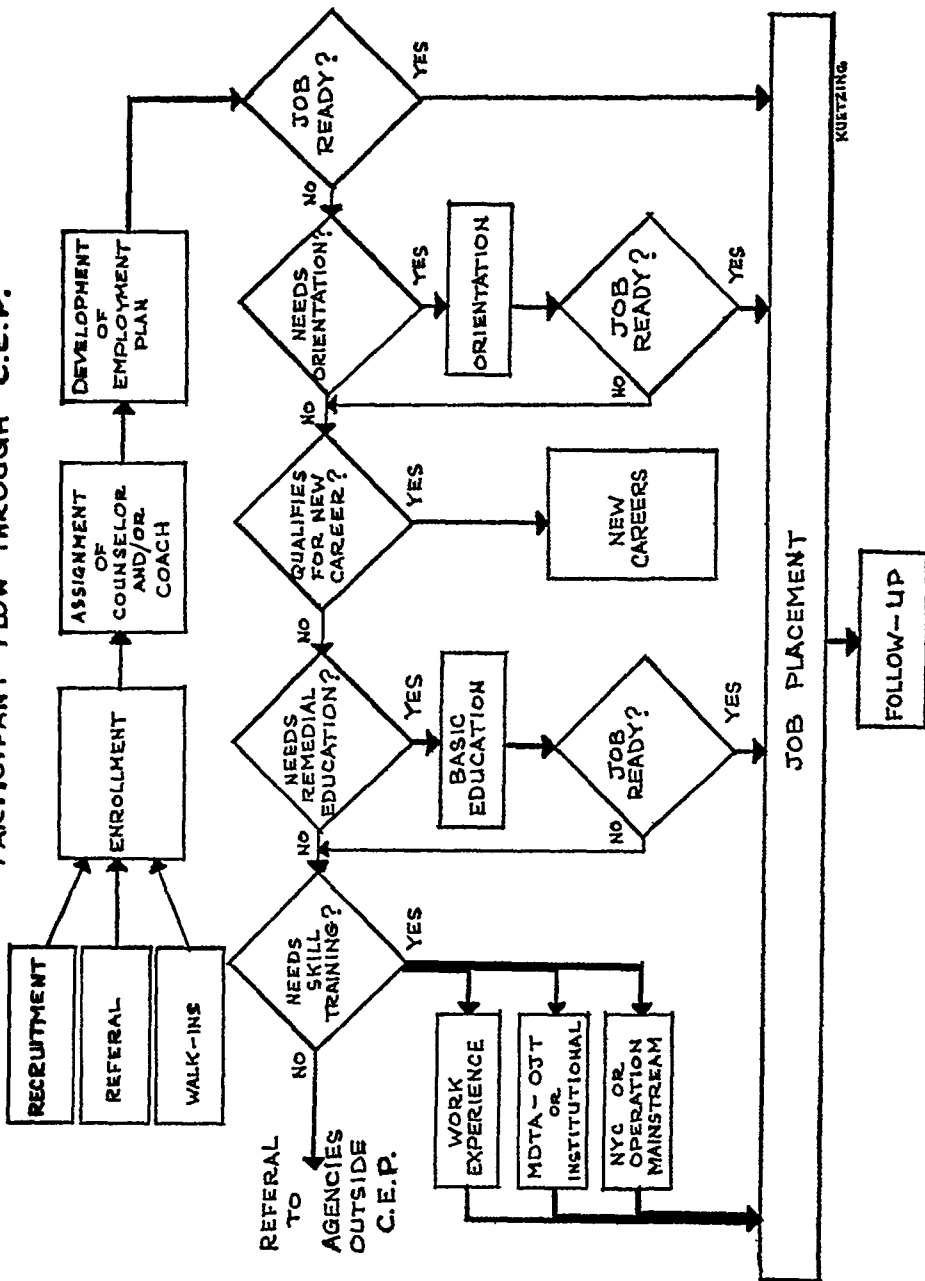 PARTICIPANT FLOW THROUGH C.E.P.
RECRUITMENT
REFERAL
WALK-INS
ENROLLMENT
ASSIGNMENT
OF
COUNSELOR
AND/OR
COACH
DEVELOPMENT
OF
EMPLOYMENT
PLAN
JOB
READY?
YES
NO
NEEDS
ORIENTATION?
YES
ORIENTATION
JOB
READY?
YES
NO
NO
QUALIFIES
FOR NEW
CAREER?
YES
NEW
CAREERS
NO
NEEDS
REMEDIAL
EDUCATION?
YES
BASIC
EDUCATION
JOB
READY?
YES
NO
NO
NEEDS
SKILL
TRAINING?
YES
NO
REFERAL
TO
AGENCIES
OUTSIDE
C.E.P.
WORK
EXPERIENCE
MDTA-OJT
OR
INSTITUTIONAL
NYC OR
OPERATION
MAINSTREAM
JOB PLACEMENT
KUETZING
FOLLOW-UP